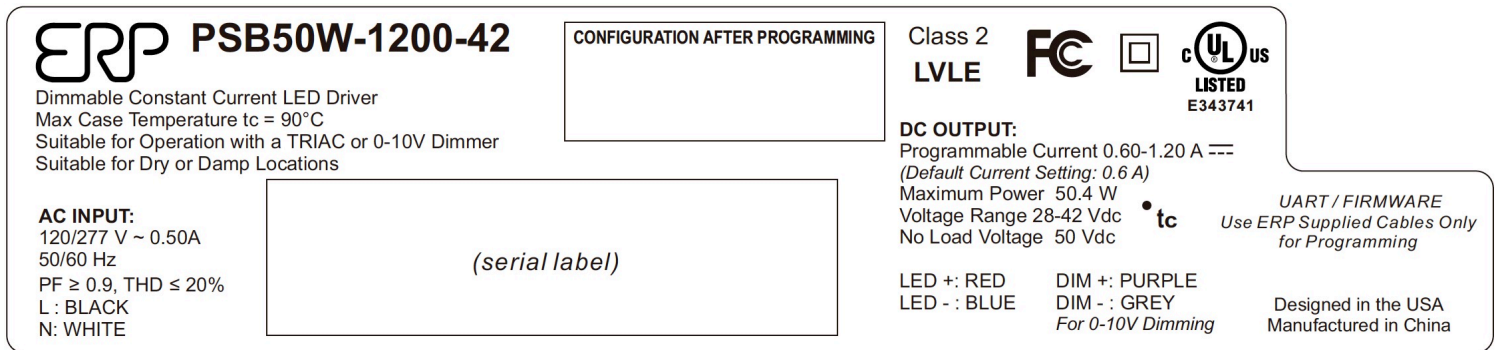 ERP PSB50W-1200-42
Dimmable Constant Current LED Driver
Max Case Temperature tc = 90°C
Suitable for Operation with a TRIAC or 0-10V Dimmer
Suitable for Dry or Damp Locations
AC INPUT:
120/277 V ~ 0.50A
50/60 Hz
PF ≥ 0.9, THD ≤ 20%
L : BLACK
N: WHITE
CONFIGURATION AFTER PROGRAMMING
(serial label)
Class 2
LVLE
FC
C UL US
LISTED
E343741
DC OUTPUT:
Programmable Current 0.60-1.20 A ⎓
(Default Current Setting: 0.6 A)
Maximum Power 50.4 W
Voltage Range 28-42 Vdc
No Load Voltage 50 Vdc
• tc
LED +: RED
LED - : BLUE
DIM +: PURPLE
DIM - : GREY
For 0-10V Dimming
UART / FIRMWARE
Use ERP Supplied Cables Only
for Programming
Designed in the USA
Manufactured in China